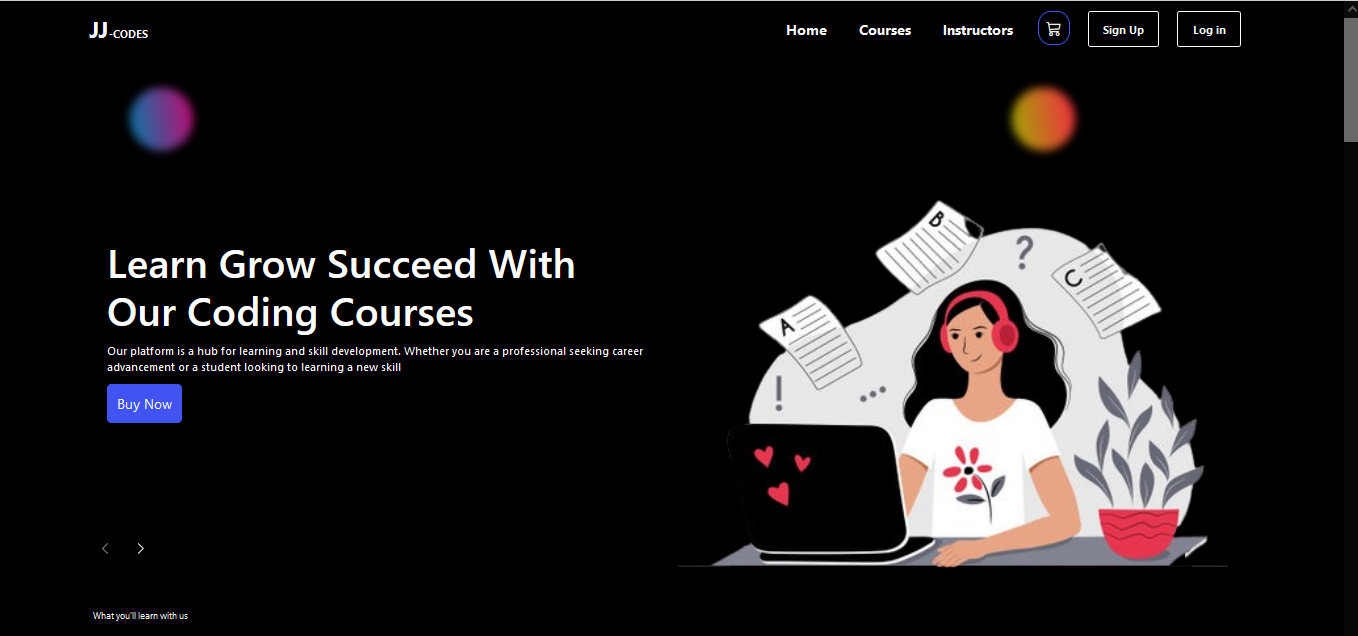 JJ-CODES
Home Courses Instructors Sign Up Log in
Learn Grow Succeed With
Our Coding Courses
Our platform is a hub for learning and skill development. Whether you are a professional seeking career
advancement or a student looking to learning a new skill
Buy Now
A
B
?
C
!
...
What you'll learn with us